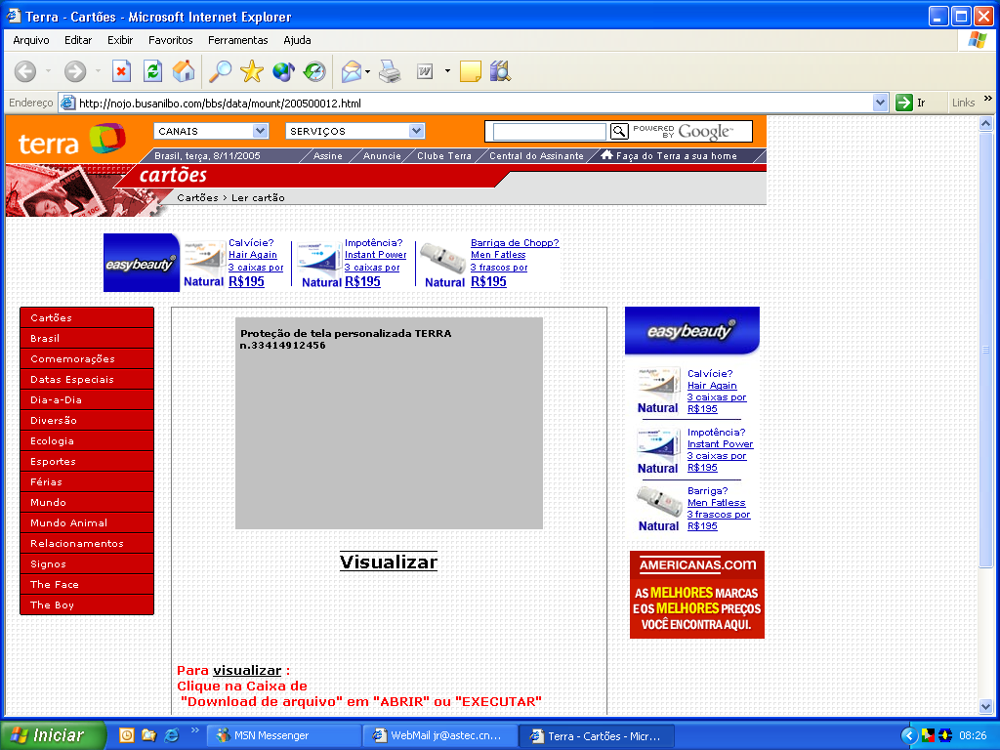 Terra - Cartões - Microsoft Internet Explorer
Arquivo Editar Exibir Favoritos Ferramentas Ajuda
Endereço http://nojo.busanilbo.com/bbs/data/mount/200500012.html Ir Links »
terra CANAIS SERVIÇOS POWERED BY Google™
Brasil, terça, 8/11/2005 Assine Anuncie Clube Terra Central do Assinante Faça do Terra a sua home
cartões
Cartões > Ler cartão
easybeauty®
Natural
Calvície?
Hair Again
3 caixas por
R$195
Natural
Impotência?
Instant Power
3 caixas por
R$195
Natural
Barriga de Chopp?
Men Fatless
3 frascos por
R$195
Cartões
Brasil
Comemorações
Datas Especiais
Dia-a-Dia
Diversão
Ecologia
Esportes
Férias
Mundo
Mundo Animal
Relacionamentos
Signos
The Face
The Boy
Proteção de tela personalizada TERRA
n.33414912456
Visualizar
Para visualizar :
Clique na Caixa de
"Download de arquivo" em "ABRIR" ou "EXECUTAR"
easybeauty®
Natural
Calvície?
Hair Again
3 caixas por
R$195
Natural
Impotência?
Instant Power
3 caixas por
R$195
Natural
Barriga?
Men Fatless
3 frascos por
R$195
AMERICANAS.COM
AS MELHORES MARCAS
E OS MELHORES PREÇOS
VOCÊ ENCONTRA AQUI.
Iniciar » MSN Messenger WebMail jr@astec.cn... Terra - Cartões - Micr... 08:26